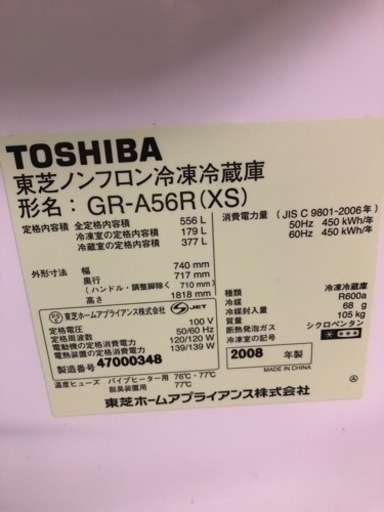 TOSHIBA
東芝ノンフロン冷凍冷蔵庫
形名：GR-A56R(XS)
定格内容積 全定格内容積 556 L
冷凍室の定格内容積 179 L
冷蔵室の定格内容積 377 L
外形寸法 幅 740 mm
奥行 717 mm
(ハンドル・調整脚除く 710 mm)
高さ 1818 mm
消費電力量 (JIS C 9801-2006年)
50Hz 450 kWh/年
60Hz 450 kWh/年
東芝ホームアプライアンス株式会社
JET
定格電圧 100 V
定格周波数 50/60 Hz
電動機の定格消費電力 120/120 W
電熱装置の定格消費電力 139/139 W
製造番号 47000348
種類 冷凍冷蔵庫
冷媒 R600a
冷媒封入量 68 g
質量 105 kg
断熱発泡ガス シクロペンタン
冷凍室の記号
2008 年製
MADE IN CHINA
温度ヒューズ パイプヒーター用 76℃・77℃
脱臭装置用 77℃
東芝ホームアプライアンス株式会社
Ⓐ